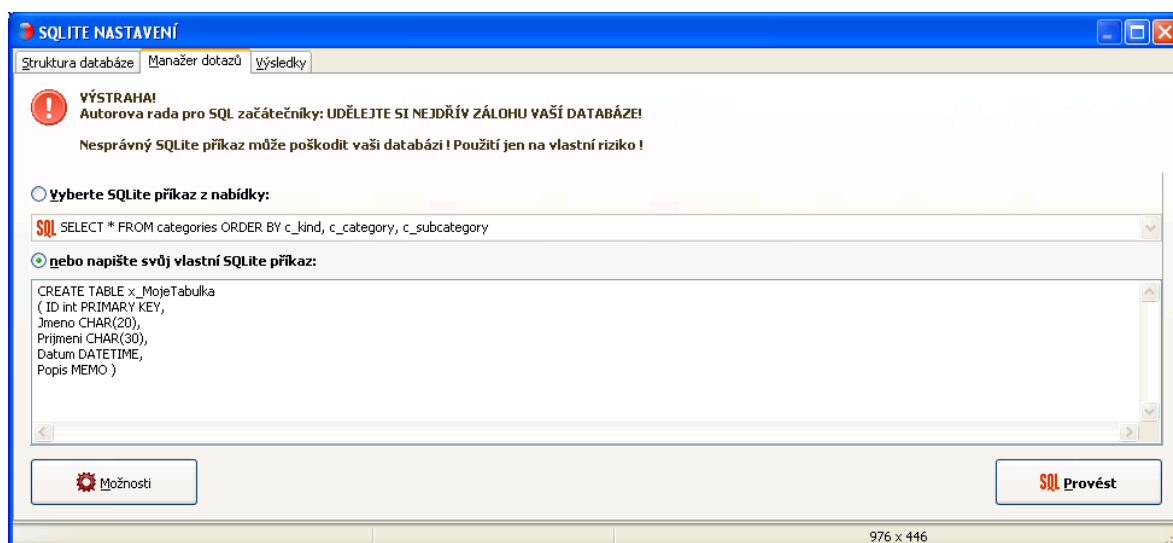 SQLITE NASTAVENÍ
Struktura databáze Manažer dotazů Výsledky
VÝSTRAHA!
Autorova rada pro SQL začátečníky: UDĚLEJTE SI NEJDŘÍV ZÁLOHU VAŠÍ DATABÁZE!
Nesprávný SQLite příkaz může poškodit vaši databázi ! Použití jen na vlastní riziko !
Vyberte SQLite příkaz z nabídky:
SQL SELECT * FROM categories ORDER BY c_kind, c_category, c_subcategory
nebo napište svůj vlastní SQLite příkaz:
CREATE TABLE x_MojeTabulka
( ID int PRIMARY KEY,
Jmeno CHAR(20),
Prijmeni CHAR(30),
Datum DATETIME,
Popis MEMO )
Možnosti SQL Provést
976 x 446